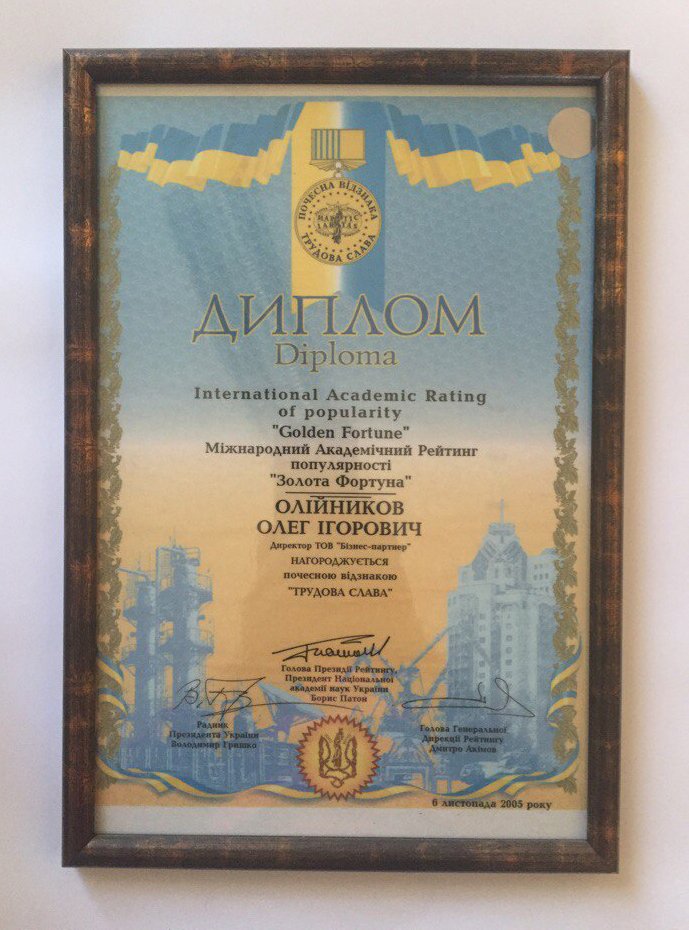 ПОЧЕСНА ВІДЗНАКА
ТРУДОВА СЛАВА
ДИПЛОМ
Diploma
International Academic Rating
of popularity
"Golden Fortune"
Міжнародний Академічний Рейтинг
популярності
"Золота Фортуна"
ОЛІЙНИКОВ
ОЛЕГ ІГОРОВИЧ
Директор ТОВ "Бізнес-партнер"
НАГОРОДЖУЄТЬСЯ
почесною відзнакою
"ТРУДОВА СЛАВА"
Голова Президії Рейтингу,
Президент Національної
академії наук України
Борис Патон
Радник
Президента України
Володимир Гришко
Голова Генеральної
Дирекції Рейтингу
Дмитро Акімов
6 листопада 2005 року